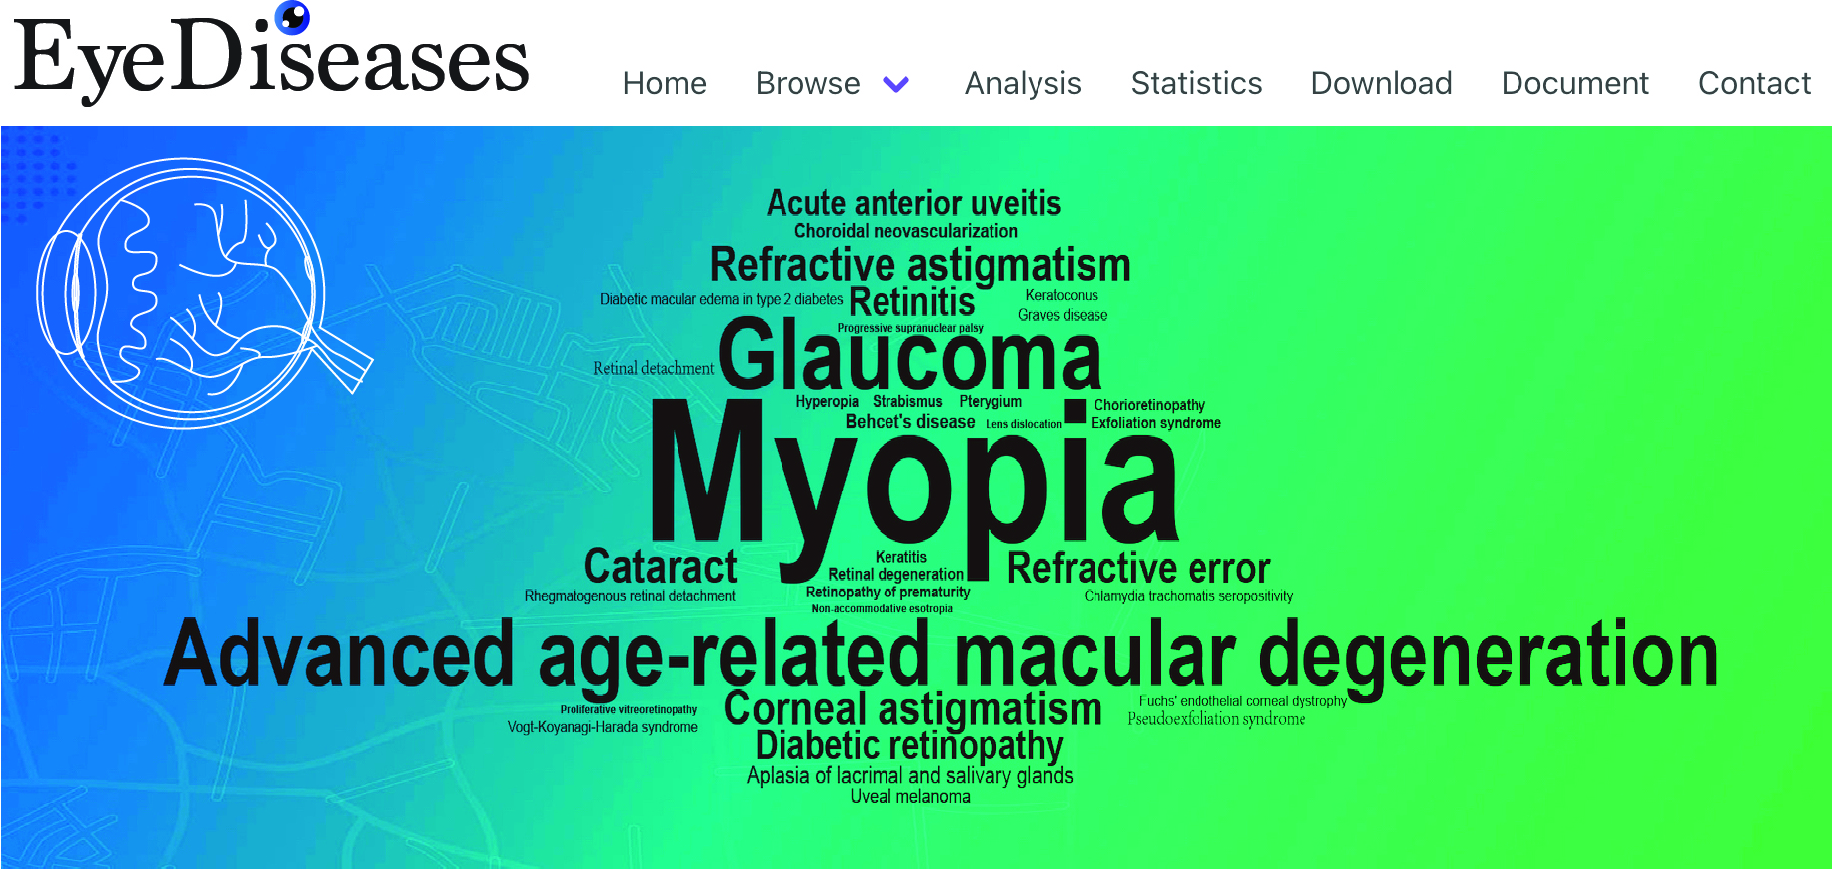 EyeDiseases
Home Browse Analysis Statistics Download Document Contact
Acute anterior uveitis
Choroidal neovascularization
Refractive astigmatism
Diabetic macular edema in type 2 diabetes Retinitis Keratoconus
Graves disease
Progressive supranuclear palsy
Retinal detachment Glaucoma
Hyperopia Strabismus Pterygium Chorioretinopathy
Behcet's disease Lens dislocation Exfoliation syndrome
Myopia
Cataract Keratitis Refractive error
Retinal degeneration
Rhegmatogenous retinal detachment Retinopathy of prematurity Chlamydia trachomatis seropositivity
Non-accommodative esotropia
Advanced age-related macular degeneration
Proliferative vitreoretinopathy Corneal astigmatism Fuchs' endothelial corneal dystrophy
Vogt-Koyanagi-Harada syndrome Pseudoexfoliation syndrome
Diabetic retinopathy
Aplasia of lacrimal and salivary glands
Uveal melanoma